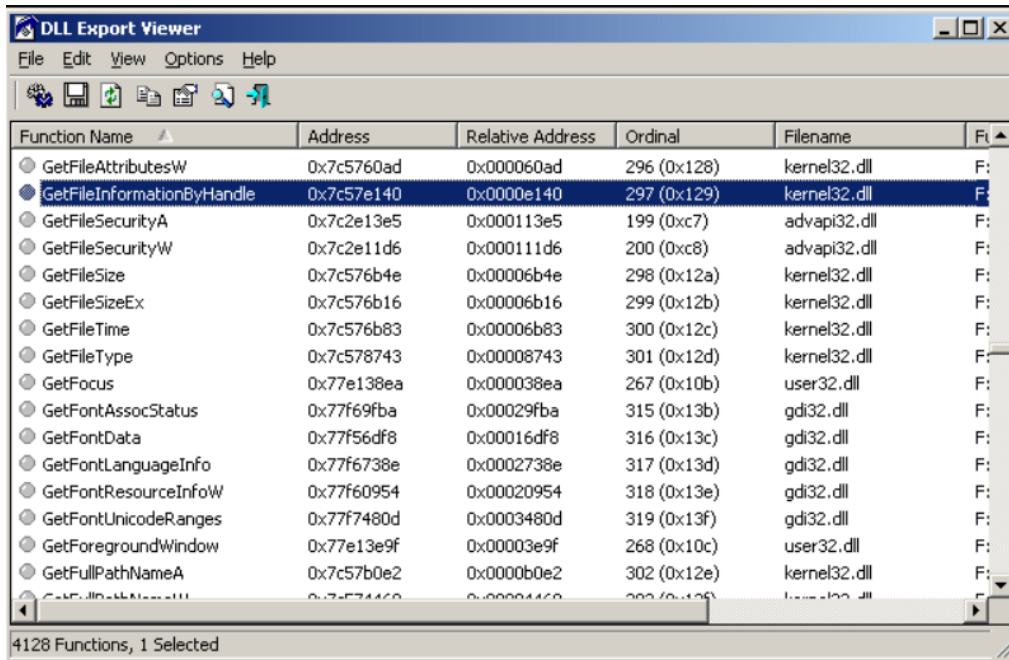 DLL Export Viewer
File Edit View Options Help
Function Name Address Relative Address Ordinal Filename
GetFileAttributesW 0x7c5760ad 0x000060ad 296 (0x128) kernel32.dll F:
GetFileInformationByHandle 0x7c57e140 0x0000e140 297 (0x129) kernel32.dll F:
GetFileSecurityA 0x7c2e13e5 0x000113e5 199 (0xc7) advapi32.dll F:
GetFileSecurityW 0x7c2e11d6 0x000111d6 200 (0xc8) advapi32.dll F:
GetFileSize 0x7c576b4e 0x00006b4e 298 (0x12a) kernel32.dll F:
GetFileSizeEx 0x7c576b16 0x00006b16 299 (0x12b) kernel32.dll F:
GetFileTime 0x7c576b83 0x00006b83 300 (0x12c) kernel32.dll F:
GetFileType 0x7c578743 0x00008743 301 (0x12d) kernel32.dll F:
GetFocus 0x77e138ea 0x000038ea 267 (0x10b) user32.dll F:
GetFontAssocStatus 0x77f69fba 0x00029fba 315 (0x13b) gdi32.dll F:
GetFontData 0x77f56df8 0x00016df8 316 (0x13c) gdi32.dll F:
GetFontLanguageInfo 0x77f6738e 0x0002738e 317 (0x13d) gdi32.dll F:
GetFontResourceInfoW 0x77f60954 0x00020954 318 (0x13e) gdi32.dll F:
GetFontUnicodeRanges 0x77f7480d 0x0003480d 319 (0x13f) gdi32.dll F:
GetForegroundWindow 0x77e13e9f 0x00003e9f 268 (0x10c) user32.dll F:
GetFullPathNameA 0x7c57b0e2 0x0000b0e2 302 (0x12e) kernel32.dll F:
4128 Functions, 1 Selected